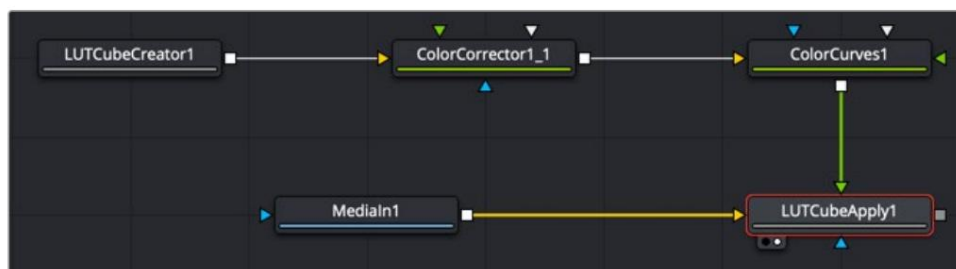 LUTCubeCreator1
ColorCorrector1_1
ColorCurves1
MediaIn1
LUTCubeApply1